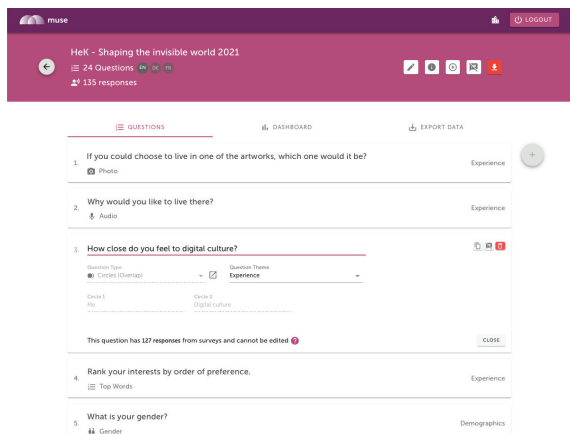 muse
LOGOUT
HeK - Shaping the invisible world 2021
24 Questions EN DE FR
135 responses
QUESTIONS
DASHBOARD
EXPORT DATA
1. If you could choose to live in one of the artworks, which one would it be?
Photo
Experience
2. Why would you like to live there?
Audio
Experience
3. How close do you feel to digital culture?
Question Type
Circles (Overlap)
Question Theme
Experience
Circle 1
Me
Circle 2
Digital culture
This question has 127 responses from surveys and cannot be edited ?
CLOSE
4. Rank your interests by order of preference.
Top Words
Experience
5. What is your gender?
Gender
Demographics